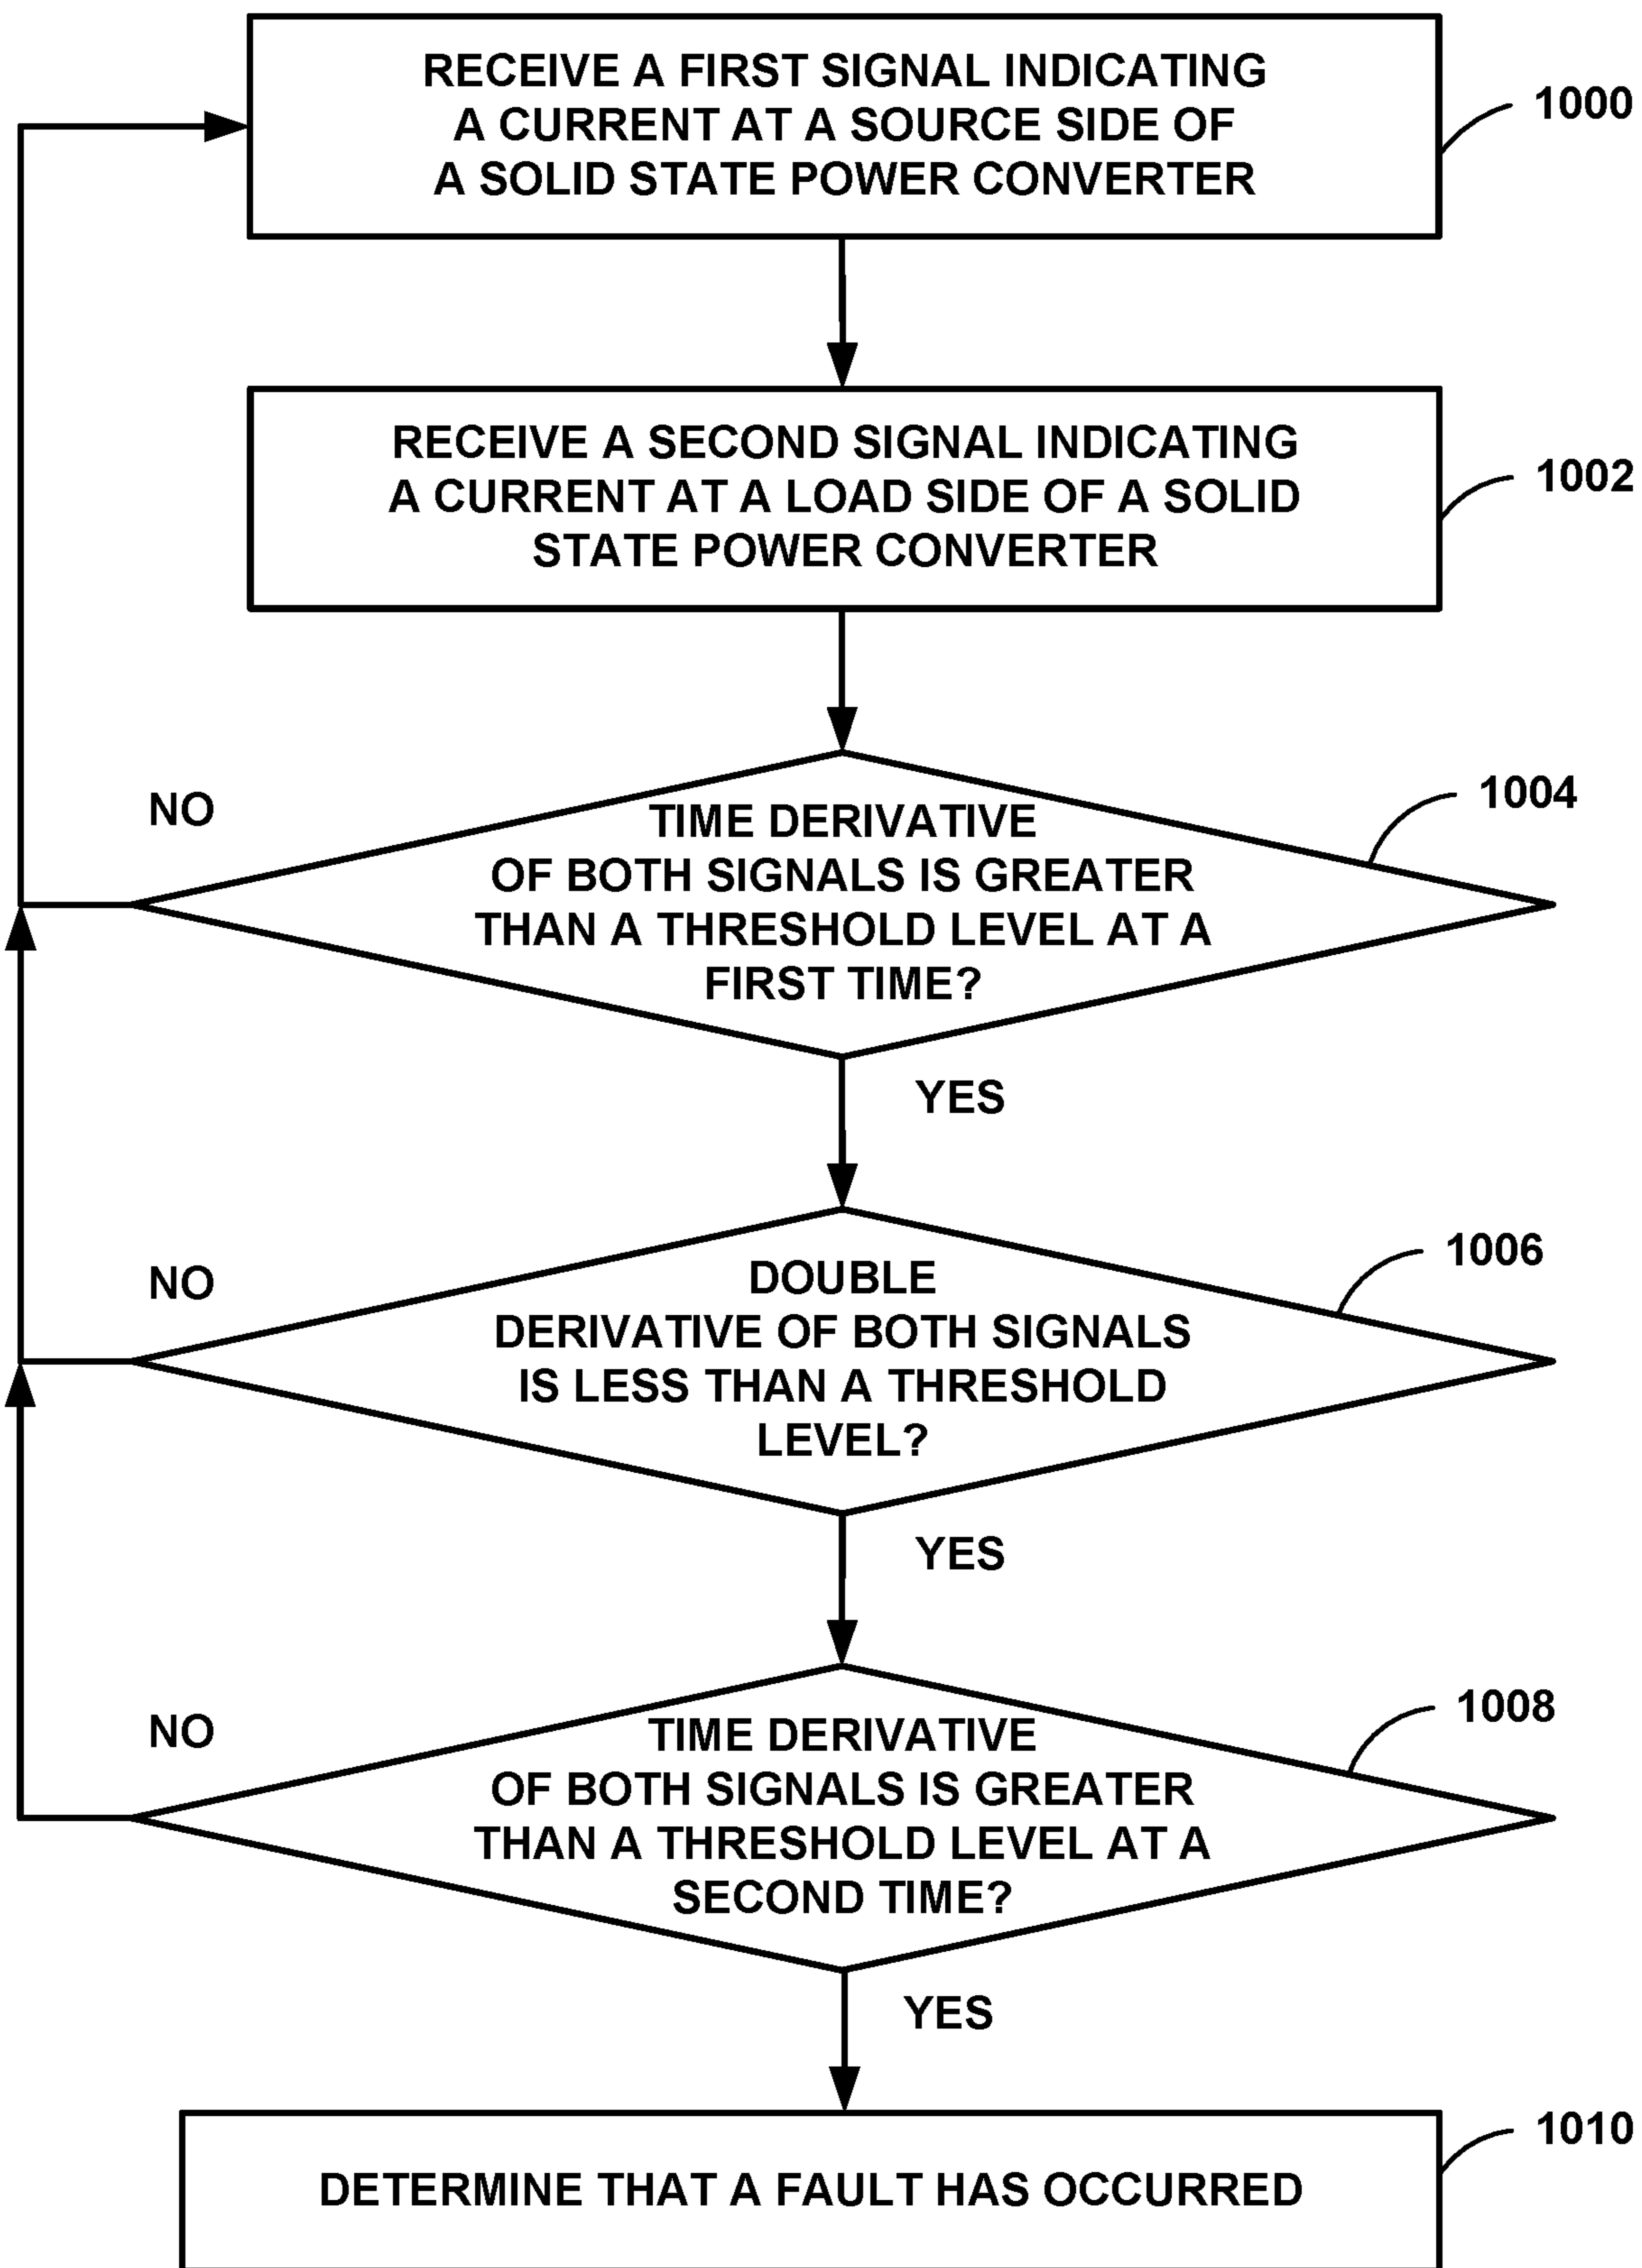 RECEIVE A FIRST SIGNAL INDICATING
A CURRENT AT A SOURCE SIDE OF
A SOLID STATE POWER CONVERTER
1000
RECEIVE A SECOND SIGNAL INDICATING
A CURRENT AT A LOAD SIDE OF A SOLID
STATE POWER CONVERTER
1002
TIME DERIVATIVE
OF BOTH SIGNALS IS GREATER
THAN A THRESHOLD LEVEL AT A
FIRST TIME?
1004
NO
YES
DOUBLE
DERIVATIVE OF BOTH SIGNALS
IS LESS THAN A THRESHOLD
LEVEL?
1006
NO
YES
TIME DERIVATIVE
OF BOTH SIGNALS IS GREATER
THAN A THRESHOLD LEVEL AT A
SECOND TIME?
1008
NO
YES
DETERMINE THAT A FAULT HAS OCCURRED
1010